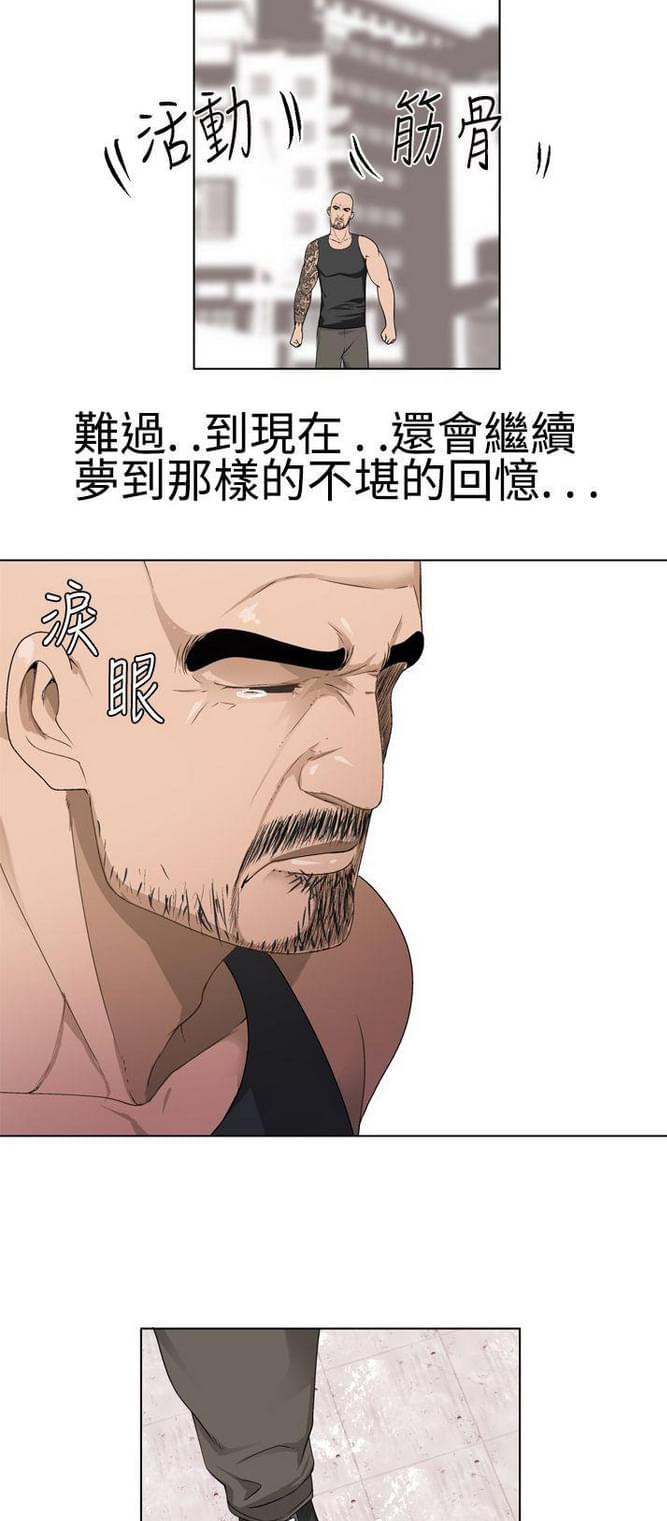 活動 筋骨
難過. .到現在. .還會繼續
夢到那樣的不堪的回憶. . .
淚
眼